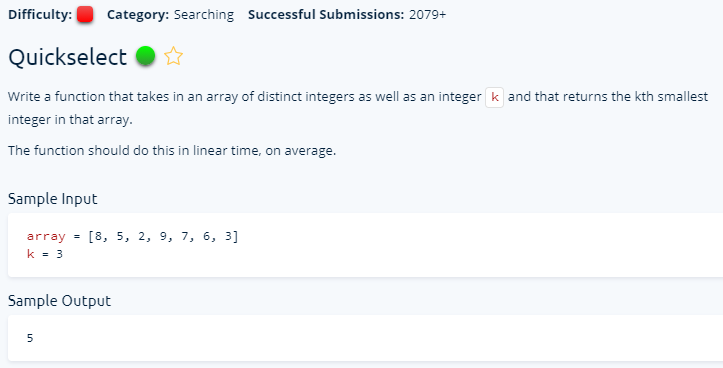 Difficulty: Category: Searching Successful Submissions: 2079+
Quickselect
Write a function that takes in an array of distinct integers as well as an integer k and that returns the kth smallest
integer in that array.
The function should do this in linear time, on average.
Sample Input
array = [8, 5, 2, 9, 7, 6, 3]
k = 3
Sample Output
5